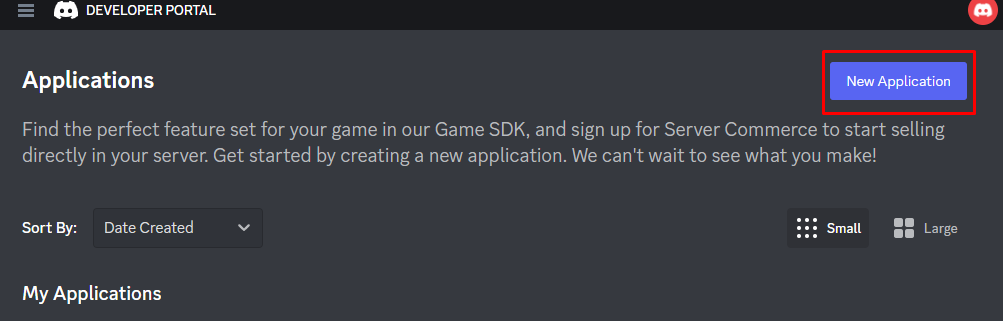 DEVELOPER PORTAL
Applications
New Application
Find the perfect feature set for your game in our Game SDK, and sign up for Server Commerce to start selling
directly in your server. Get started by creating a new application. We can't wait to see what you make!
Sort By: Date Created Small Large
My Applications